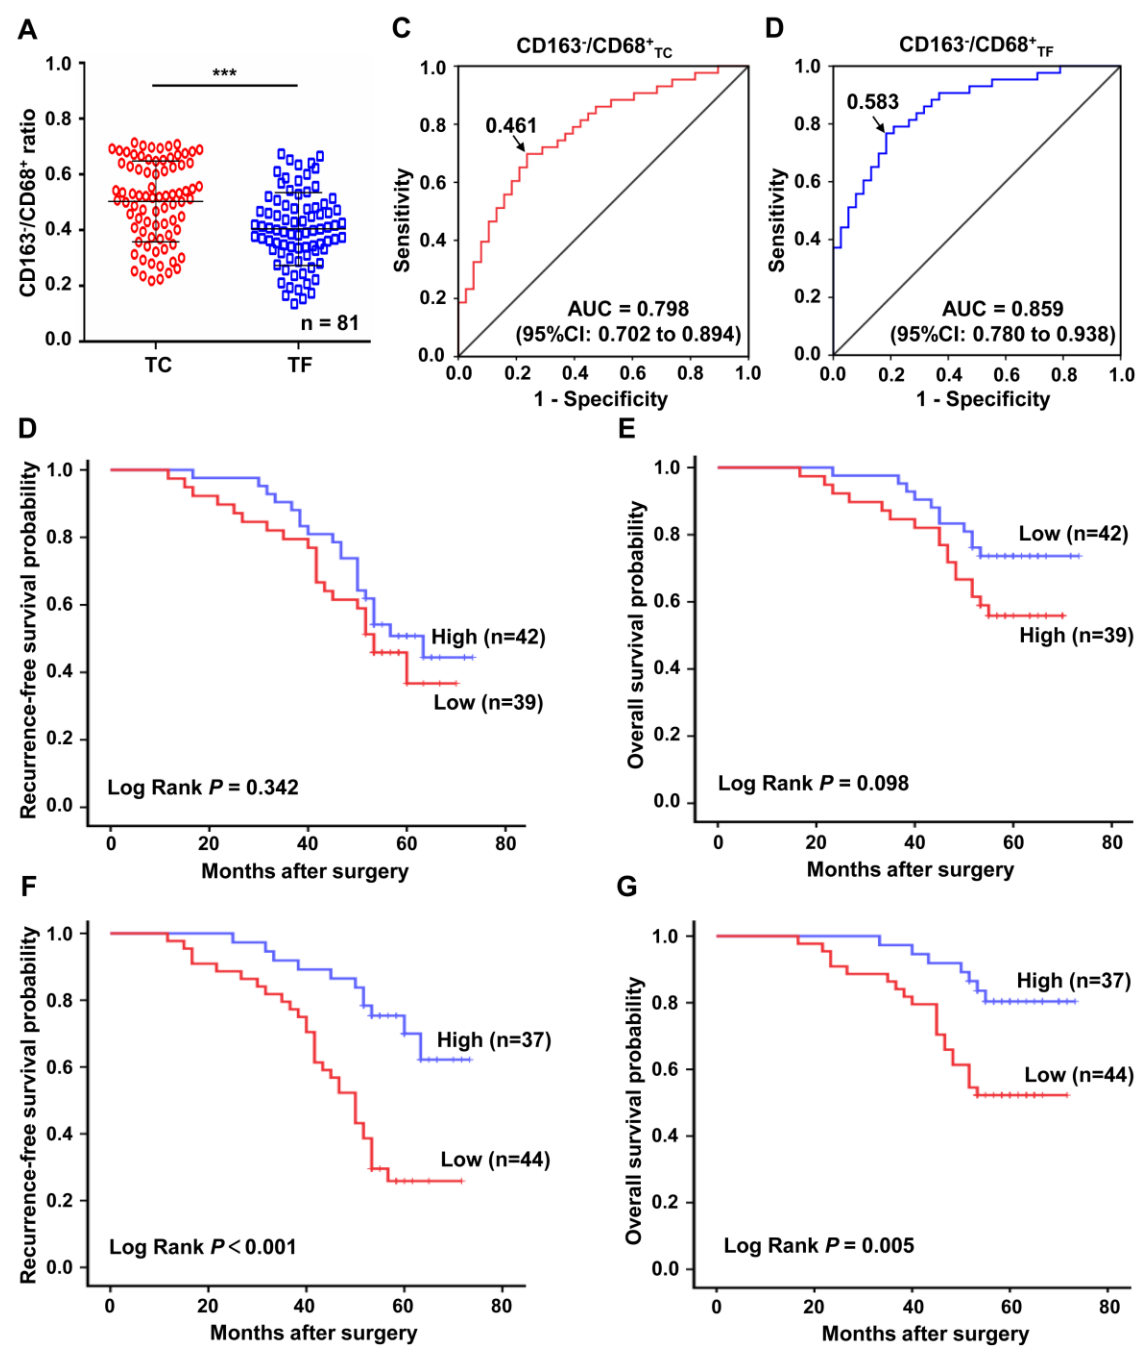 A
CD163⁻/CD68⁺ ratio
1.0
0.8
0.6
0.4
0.2
0.0
***
n = 81
TC
TF
C
CD163⁻/CD68⁺TC
Sensitivity
1.0
0.8
0.6
0.4
0.2
0.0
0.461
AUC = 0.798
(95%CI: 0.702 to 0.894)
0.0 0.2 0.4 0.6 0.8 1.0
1 - Specificity
D
CD163⁻/CD68⁺TF
Sensitivity
1.0
0.8
0.6
0.4
0.2
0.0
0.583
AUC = 0.859
(95%CI: 0.780 to 0.938)
0.0 0.2 0.4 0.6 0.8 1.0
1 - Specificity
D
Recurrence-free survival probability
1.0
0.8
0.6
0.4
0.2
0.0
High (n=42)
Low (n=39)
Log Rank P = 0.342
0 20 40 60 80
Months after surgery
E
Overall survival probability
1.0
0.8
0.6
0.4
0.2
0.0
Low (n=42)
High (n=39)
Log Rank P = 0.098
0 20 40 60 80
Months after surgery
F
Recurrence-free survival probability
1.0
0.8
0.6
0.4
0.2
0.0
High (n=37)
Low (n=44)
Log Rank P < 0.001
0 20 40 60 80
Months after surgery
G
Overall survival probability
1.0
0.8
0.6
0.4
0.2
0.0
High (n=37)
Low (n=44)
Log Rank P = 0.005
0 20 40 60 80
Months after surgery